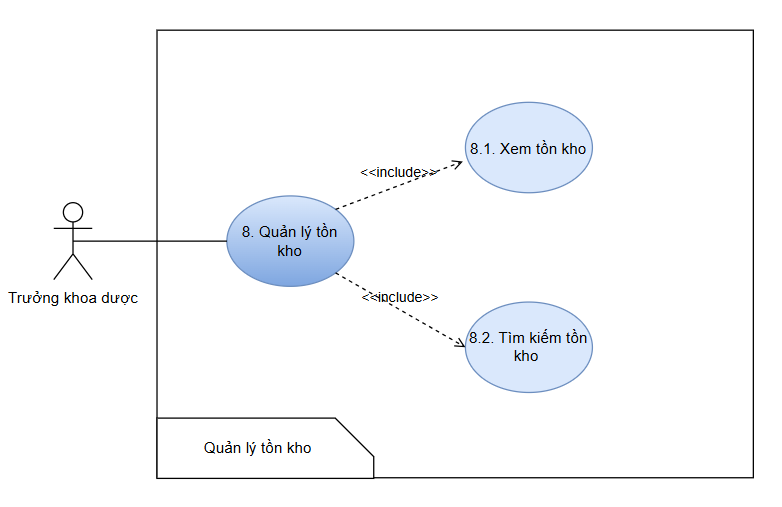 8.1. Xem tồn kho
<<include>>
8. Quản lý tồn
kho
Trưởng khoa dược
<<include>>
8.2. Tìm kiếm tồn
kho
Quản lý tồn kho